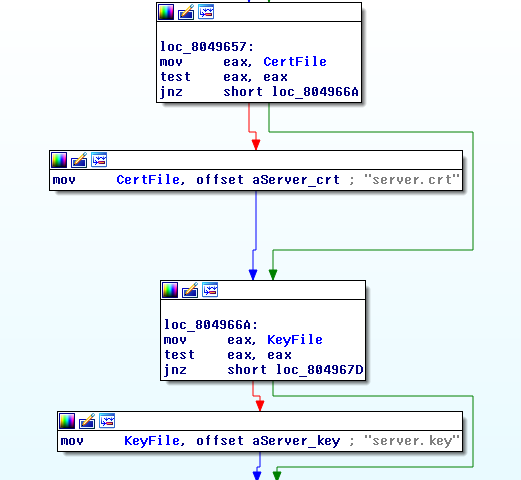 loc_8049657:
mov eax, CertFile
test eax, eax
jnz short loc_804966A
mov CertFile, offset aServer_crt ; "server.crt"
loc_804966A:
mov eax, KeyFile
test eax, eax
jnz short loc_804967D
mov KeyFile, offset aServer_key ; "server.key"